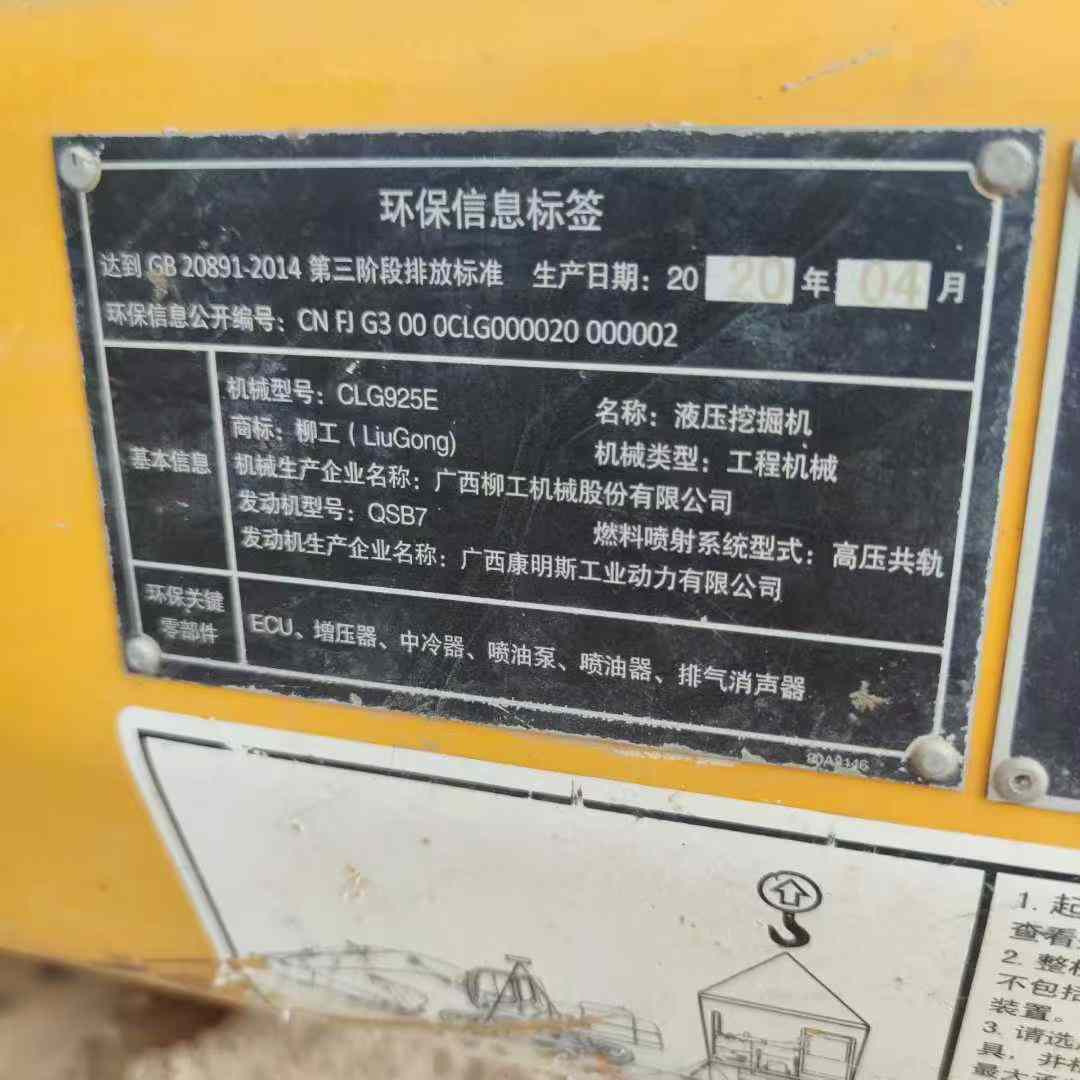 环保信息标签
达到 GB 20891-2014 第三阶段排放标准 生产日期：2020年04月
环保信息公开编号：CN FJ G3 00 0CLG000020 000002
基本信息
机械型号：CLG925E 名称：液压挖掘机
商标：柳工（LiuGong) 机械类型：工程机械
机械生产企业名称：广西柳工机械股份有限公司
发动机型号：QSB7 燃料喷射系统型式：高压共轨
发动机生产企业名称：广西康明斯工业动力有限公司
环保关键
零部件
ECU、增压器、中冷器、喷油泵、喷油器、排气消声器
1. 起
查看
2. 整
不包括
装置。
3. 请选
具，并
最大